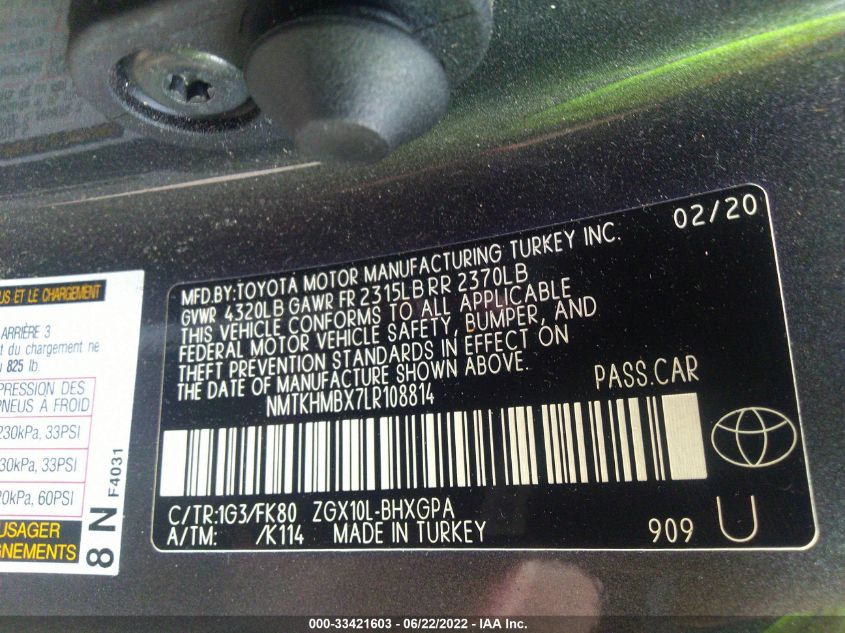 02/20
MFD.BY:TOYOTA MOTOR MANUFACTURING TURKEY INC.
GVWR 4320LB GAWR FR 2315LB RR 2370LB
THIS VEHICLE CONFORMS TO ALL APPLICABLE
FEDERAL MOTOR VEHICLE SAFETY, BUMPER, AND
THEFT PREVENTION STANDARDS IN EFFECT ON
THE DATE OF MANUFACTURE SHOWN ABOVE.
NMTKHMBX7LR108814
PASS.CAR
C/TR:1G3/FK80 ZGX10L-BHXGPA
A/TM: /K114 MADE IN TURKEY
909 U
US ET LE CHARGEMENT
ARRIÈRE 3
t du chargement ne
825 lb.
PRESSION DES
PNEUS À FROID
230kPa, 33PSI
30kPa, 33PSI
0kPa, 60PSI
USAGER
GNEMENTS
8 N F4031
000-33421603 - 06/22/2022 - IAA Inc.